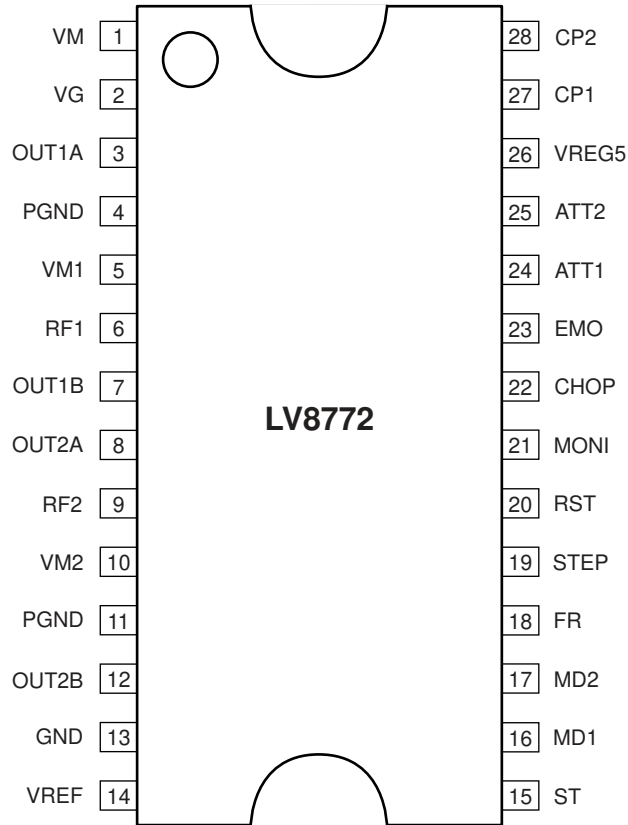 VM 1 28 CP2
VG 2 27 CP1
OUT1A 3 26 VREG5
PGND 4 25 ATT2
VM1 5 24 ATT1
RF1 6 23 EMO
OUT1B 7 22 CHOP
LV8772
OUT2A 8 21 MONI
RF2 9 20 RST
VM2 10 19 STEP
PGND 11 18 FR
OUT2B 12 17 MD2
GND 13 16 MD1
VREF 14 15 ST